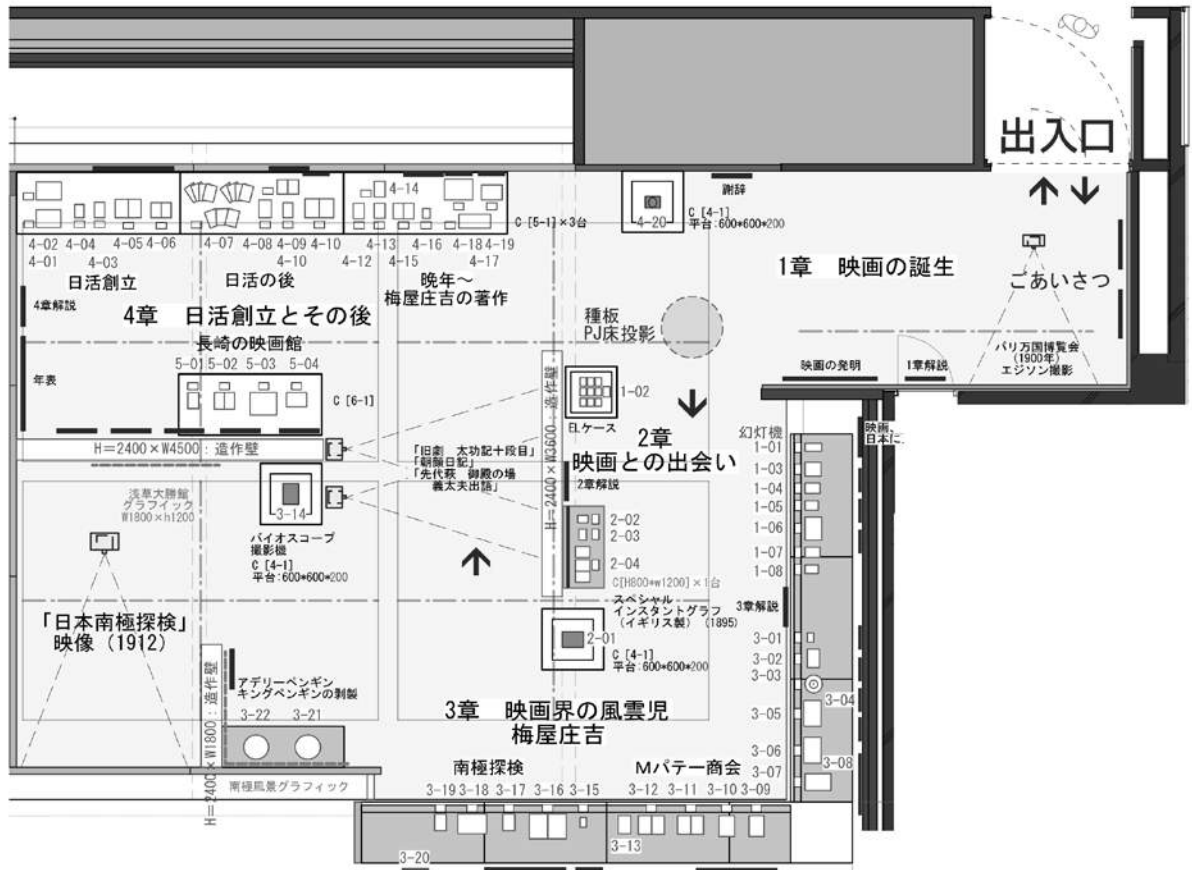 出入口
謝辞
4-20
C [4-1]
平台:600*600*200
1章 映画の誕生
ごあいさつ
パリ万国博覧会
(1900年)
エジソン撮影
映画の発明
1章解説
4-14
C [5-1]×3台
4-02 4-04 4-05 4-06
4-01 4-03
4-07 4-08 4-09 4-10
4-10
4-13 4-16 4-18 4-19
4-12 4-15 4-17
日活創立
日活の後
晩年~
梅屋庄吉の著作
4章解説
4章 日活創立とその後
長崎の映画館
5-01 5-02 5-03 5-04
年表
C [6-1]
H=2400×W4500:造作壁
種板
PJ床投影
1-02
ELケース
H=2400×W3600:造作壁
2章
映画との出会い
2章解説
「旧劇 太功記十段目」
「朝顔日記」
「先代萩 御殿の場
義太夫出語」
映画、
日本に.
幻灯機
1-01
1-03
1-04
1-05
1-06
1-07
1-08
浅草大勝館
グラフイック
W1800×h1200
3-14
バイオスコープ
撮影機
C [4-1]
平台:600*600*200
2-02
2-03
2-04
C[H800*w1200]×1台
スペシャル
インスタントグラフ
(イギリス製) (1895)
2-01
C [4-1]
平台:600*600*200
3章解説
3-01
3-02
3-03
3-04
3-05
3-06
3-07
3-08
「日本南極探検」
映像 (1912)
アデリーペンギン
キングペンギンの剥製
3-22 3-21
H=2400×W1800:造作壁
南極風景グラフィック
3章 映画界の風雲児
梅屋庄吉
南極探検
Mパテー商会
3-19 3-18 3-17 3-16 3-15 3-12 3-11 3-10 3-09
3-13
3-20